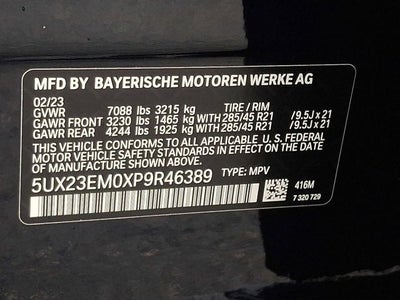 MFD BY BAYERISCHE MOTOREN WERKE AG
02/23
GVWR 7088 lbs 3215 kg TIRE / RIM
GAWR FRONT 3230 lbs 1465 kg WITH 285/45 R21 / 9.5J x 21
GAWR REAR 4244 lbs 1925 kg WITH 285/45 R21 / 9.5J x 21
THIS VEHICLE CONFORMS TO ALL APPLICABLE U. S. FEDERAL
MOTOR VEHICLE SAFETY STANDARDS IN EFFECT ON THE
DATE OF MANUFACTURE SHOWN ABOVE.
5UX23EM0XP9R46389 TYPE: MPV
416M
7 320 729